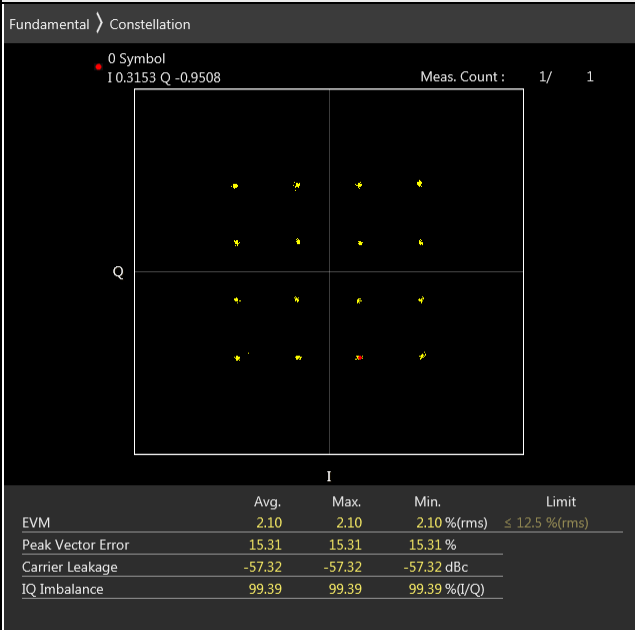 Fundamental 〉 Constellation
0 Symbol
I 0.3153 Q -0.9508
Meas. Count : 1/ 1
Q
I
Avg. Max. Min. Limit
EVM 2.10 2.10 2.10 %(rms) ≤ 12.5 %(rms)
Peak Vector Error 15.31 15.31 15.31 %
Carrier Leakage -57.32 -57.32 -57.32 dBc
IQ Imbalance 99.39 99.39 99.39 %(I/Q)